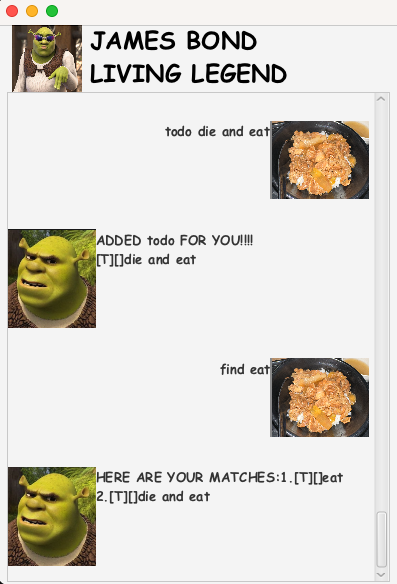 JAMES BOND
LIVING LEGEND
todo die and eat
ADDED todo FOR YOU!!!!
[T][]die and eat
find eat
HERE ARE YOUR MATCHES:1.[T][]eat
2.[T][]die and eat